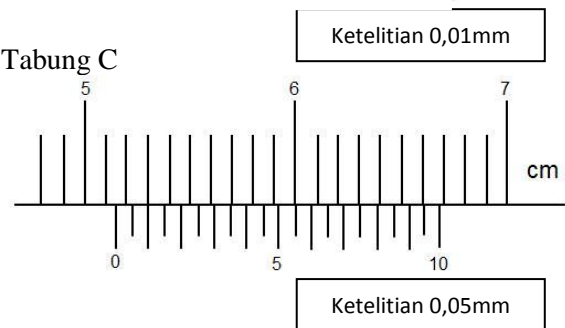 Ketelitian 0,01mm
Tabung C
5 6 7
cm
0 5 10
Ketelitian 0,05mm